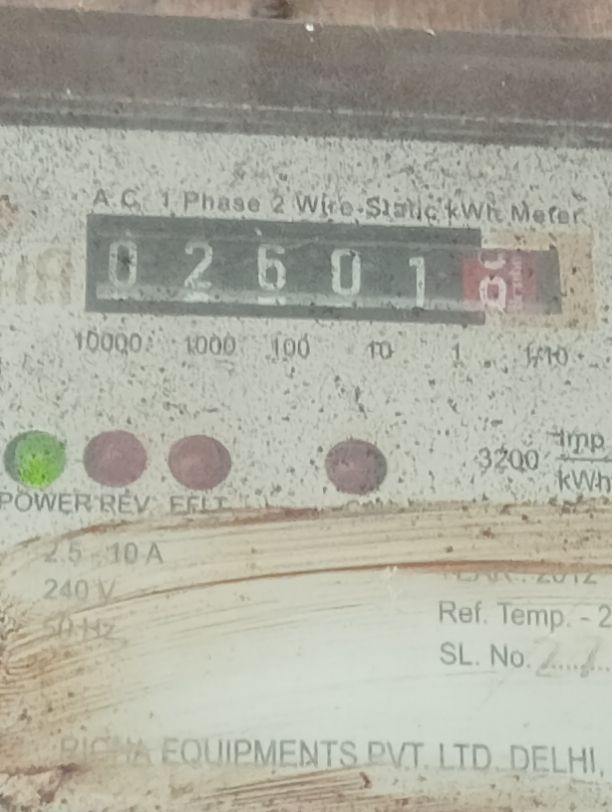 A.C. 1 Phase 2 Wire Static kWh Meter
0 2 6 0 1
10000 1000 100 10 1 1/10
POWER REV EFLT
3200 Imp
kWh
2.5 - 10 A
240 V
50 Hz
Ref. Temp. - 2
SL. No.
EQUIPMENTS PVT. LTD. DELHI,